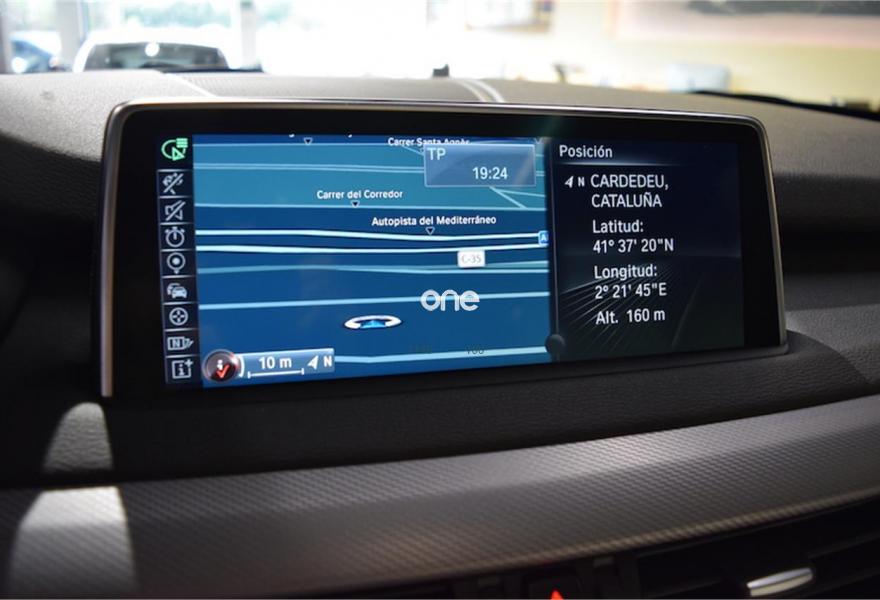 Carrer Santa Agnès
TP
19:24
Carrer del Corredor
Autopista del Mediterráneo
C-35
one
10 m
N
Posición
N CARDEDEU,
CATALUÑA
Latitud:
41° 37' 20"N
Longitud:
2° 21' 45"E
Alt. 160 m